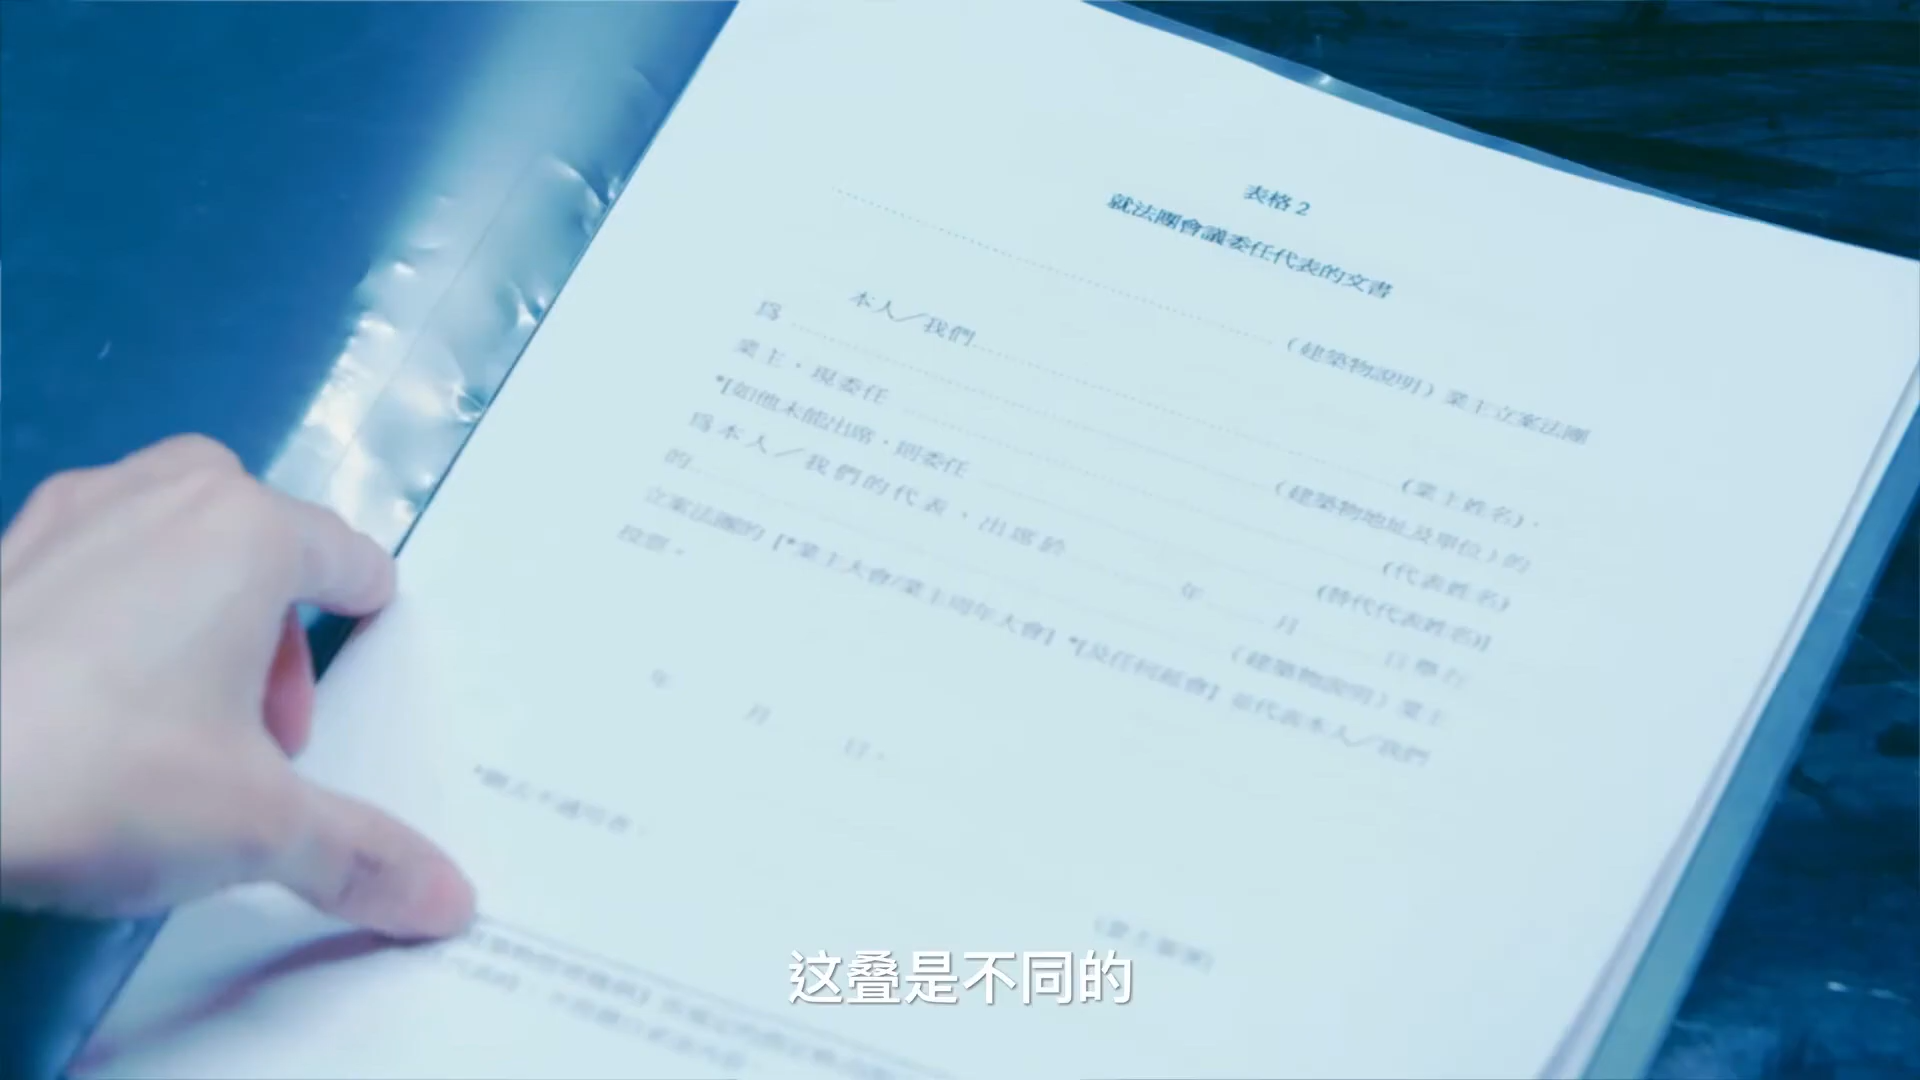 表格 2
就法團會議委任代表的文書
（建築物說明）業主立案法團
本人／我們 （業主姓名），
為 （建築物地址及單位）的
業主，現委任 （代表姓名）
*[如他未能出席，則委任 （替代代表姓名）]
為本人／我們的代表，出席於 年 月 日舉行
的 （建築物說明）業主
立案法團的 [*業主大會/業主周年大會] *[及任何延會] 並代表本人／我們
投票。
年 月 日。
*刪去不適用者。
这叠是不同的